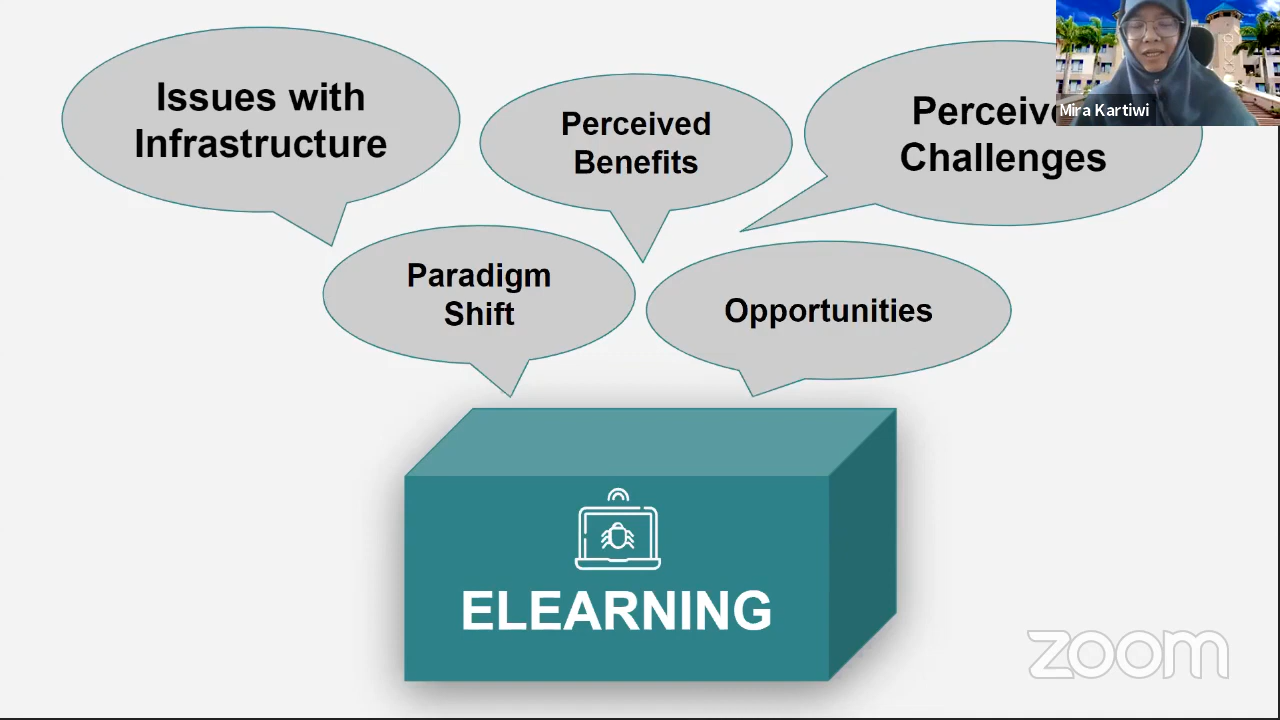 Issues with
Infrastructure
Perceived
Benefits
Challenges
Mira Kartiwi
Paradigm
Shift
Opportunities
ELEARNING
zoom